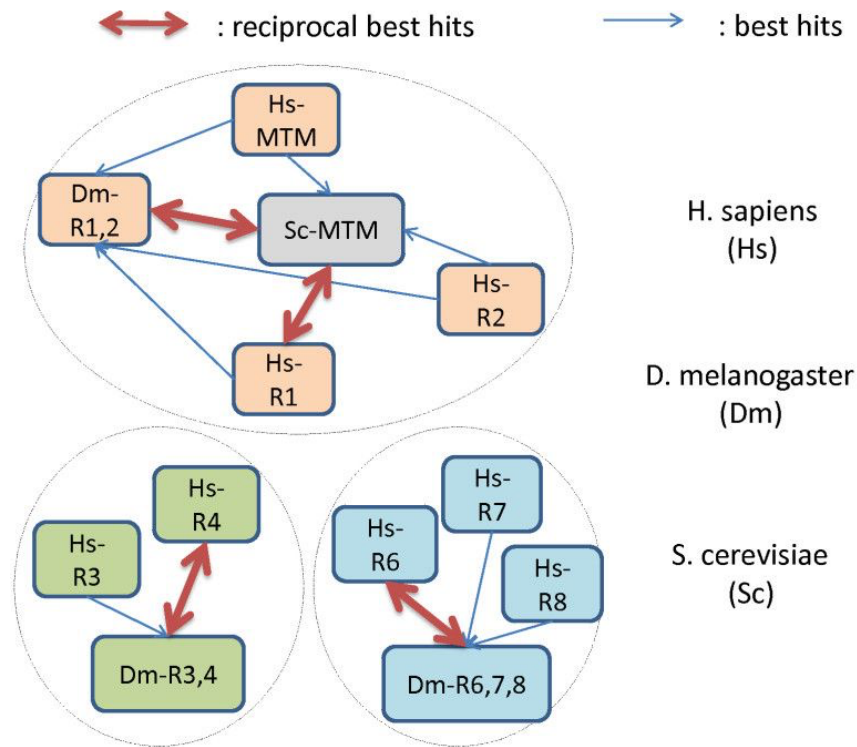 : reciprocal best hits
: best hits
Hs-
MTM
Dm-
R1,2
Sc-MTM
Hs-
R2
Hs-
R1
H. sapiens
(Hs)
D. melanogaster
(Dm)
S. cerevisiae
(Sc)
Hs-
R4
Hs-
R3
Dm-R3,4
Hs-
R7
Hs-
R6
Hs-
R8
Dm-R6,7,8